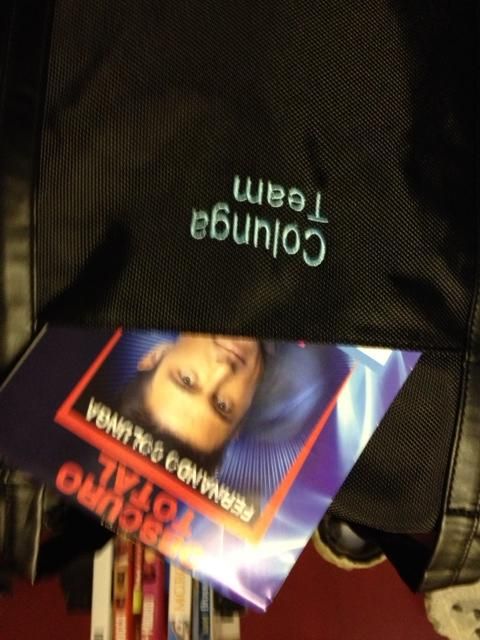 Colunga
Team
FERNANDO COLUNGA
OBSCURO
TOTAL